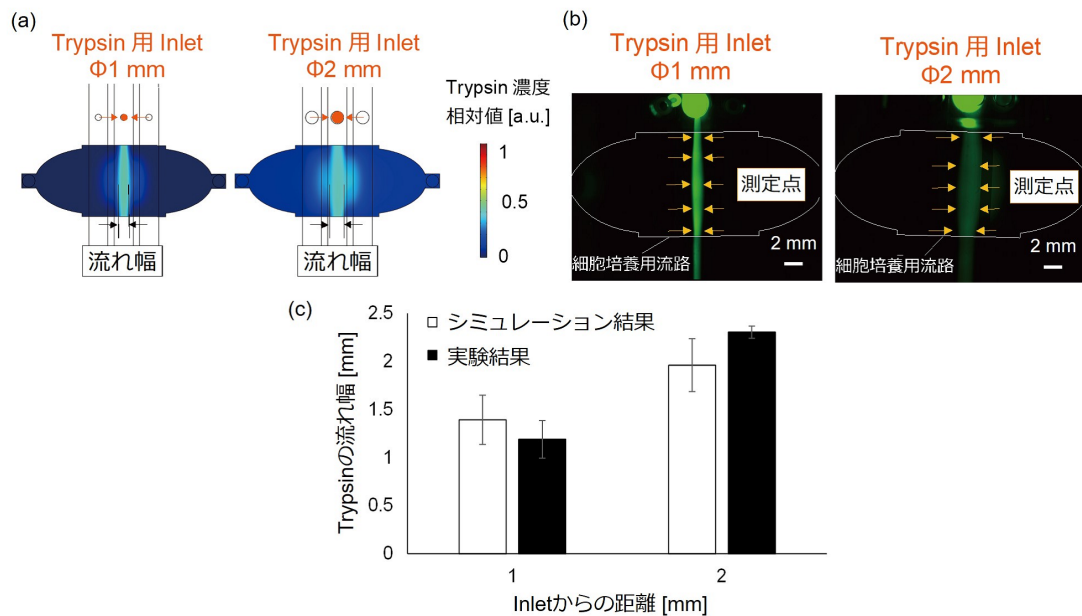 (a)
Trypsin 用 Inlet
Φ1 mm
Trypsin 用 Inlet
Φ2 mm
Trypsin 濃度
相対値 [a.u.]
1
0.5
0
流れ幅
流れ幅
(b)
Trypsin 用 Inlet
Φ1 mm
Trypsin 用 Inlet
Φ2 mm
測定点
2 mm
細胞培養用流路
測定点
2 mm
細胞培養用流路
(c)
Trypsinの流れ幅 [mm]
2.5
2
1.5
1
0.5
0
シミュレーション結果
実験結果
1
2
Inletからの距離 [mm]